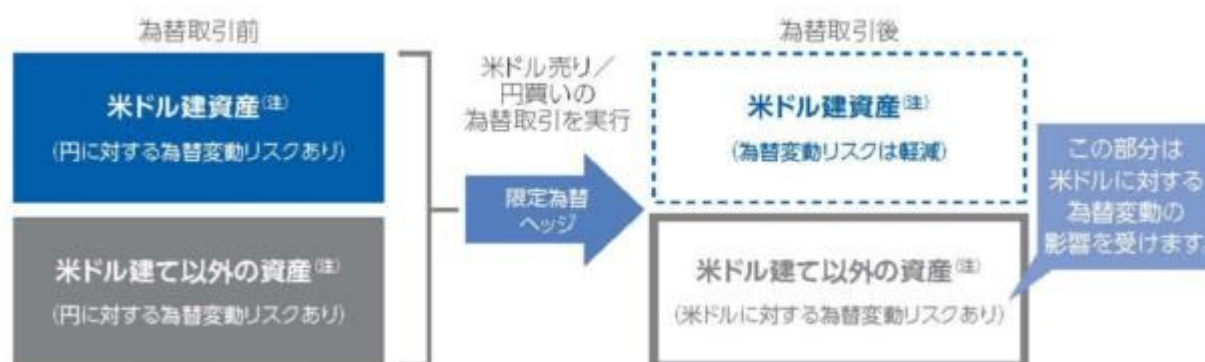 為替取引前
米ドル建資産(注)
(円に対する為替変動リスクあり)
米ドル建て以外の資産(注)
(円に対する為替変動リスクあり)
米ドル売り／
円買いの
為替取引を実行
限定為替
ヘッジ
為替取引後
米ドル建資産(注)
(為替変動リスクは軽減)
米ドル建て以外の資産(注)
(米ドルに対する為替変動リスクあり)
この部分は
米ドルに対する
為替変動の
影響を受けます